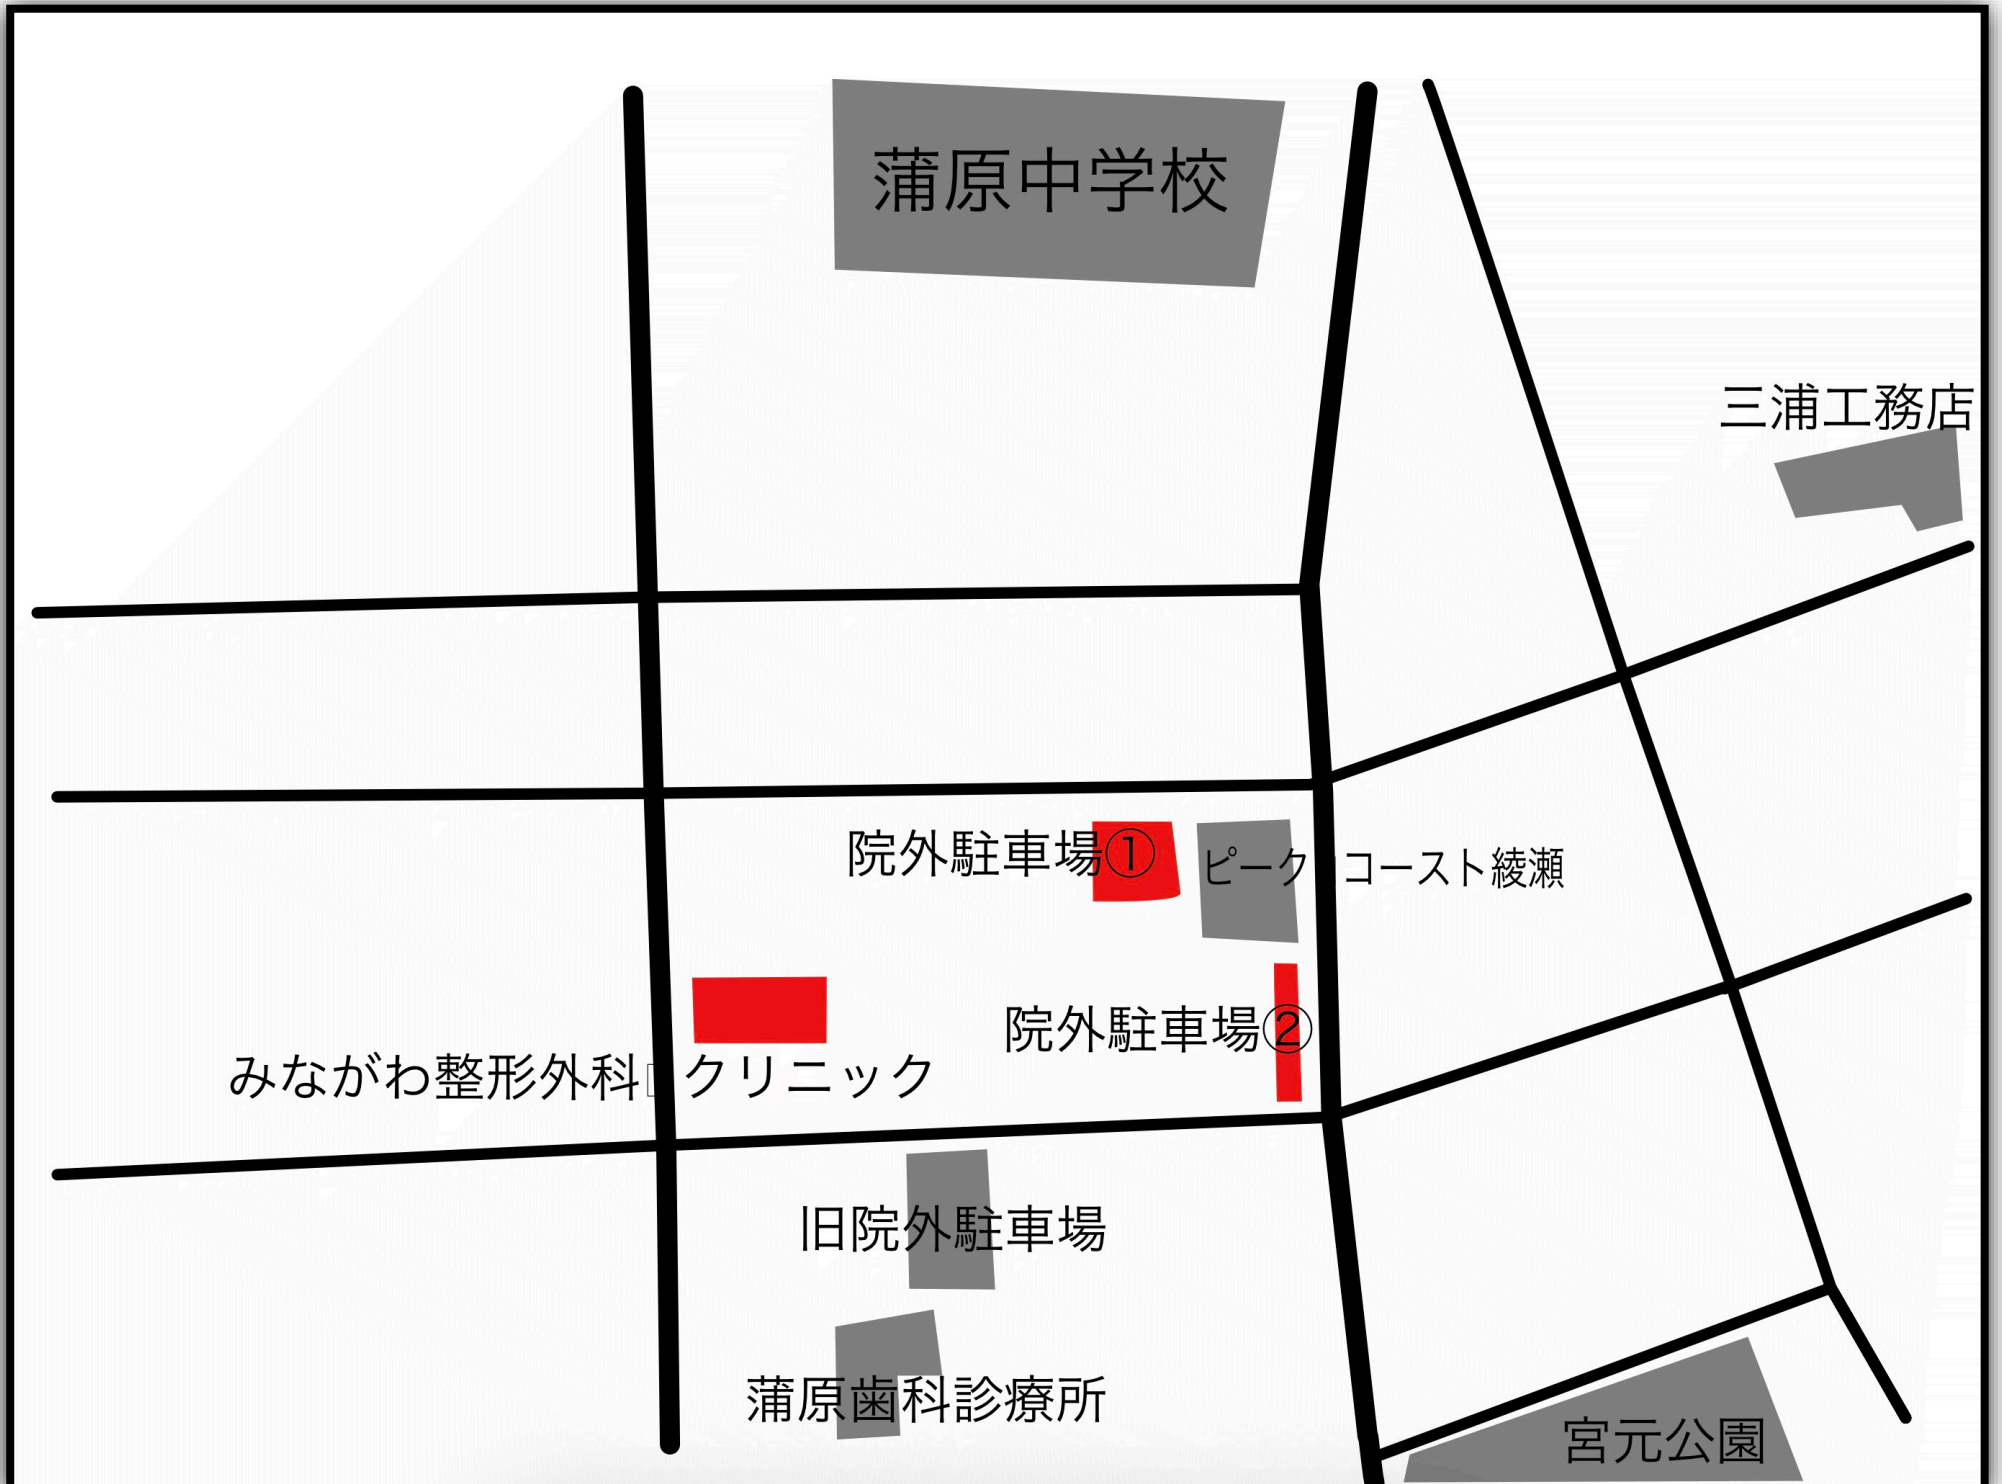 蒲原中学校
三浦工務店
院外駐車場①
ピークスコースト綾瀬
院外駐車場②
みながわ整形外科 クリニック
旧院外駐車場
蒲原歯科診療所
宮元公園